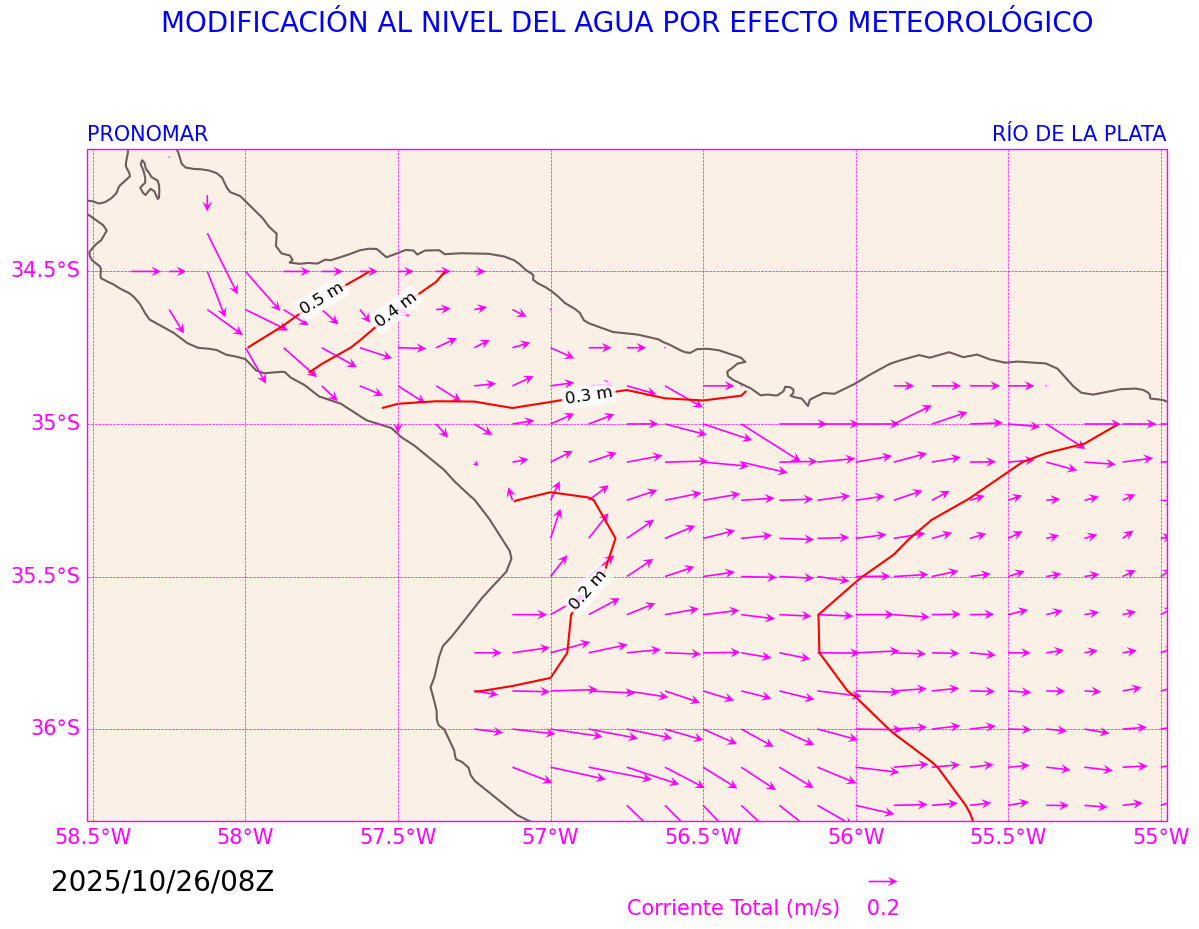 MODIFICACIÓN AL NIVEL DEL AGUA POR EFECTO METEOROLÓGICO
PRONOMAR
RÍO DE LA PLATA
34.5°S
0.5 m
0.4 m
0.3 m
35°S
35.5°S
0.2 m
36°S
58.5°W
58°W
57.5°W
57°W
56.5°W
56°W
55.5°W
55°W
2025/10/26/08Z
Corriente Total (m/s)
0.2